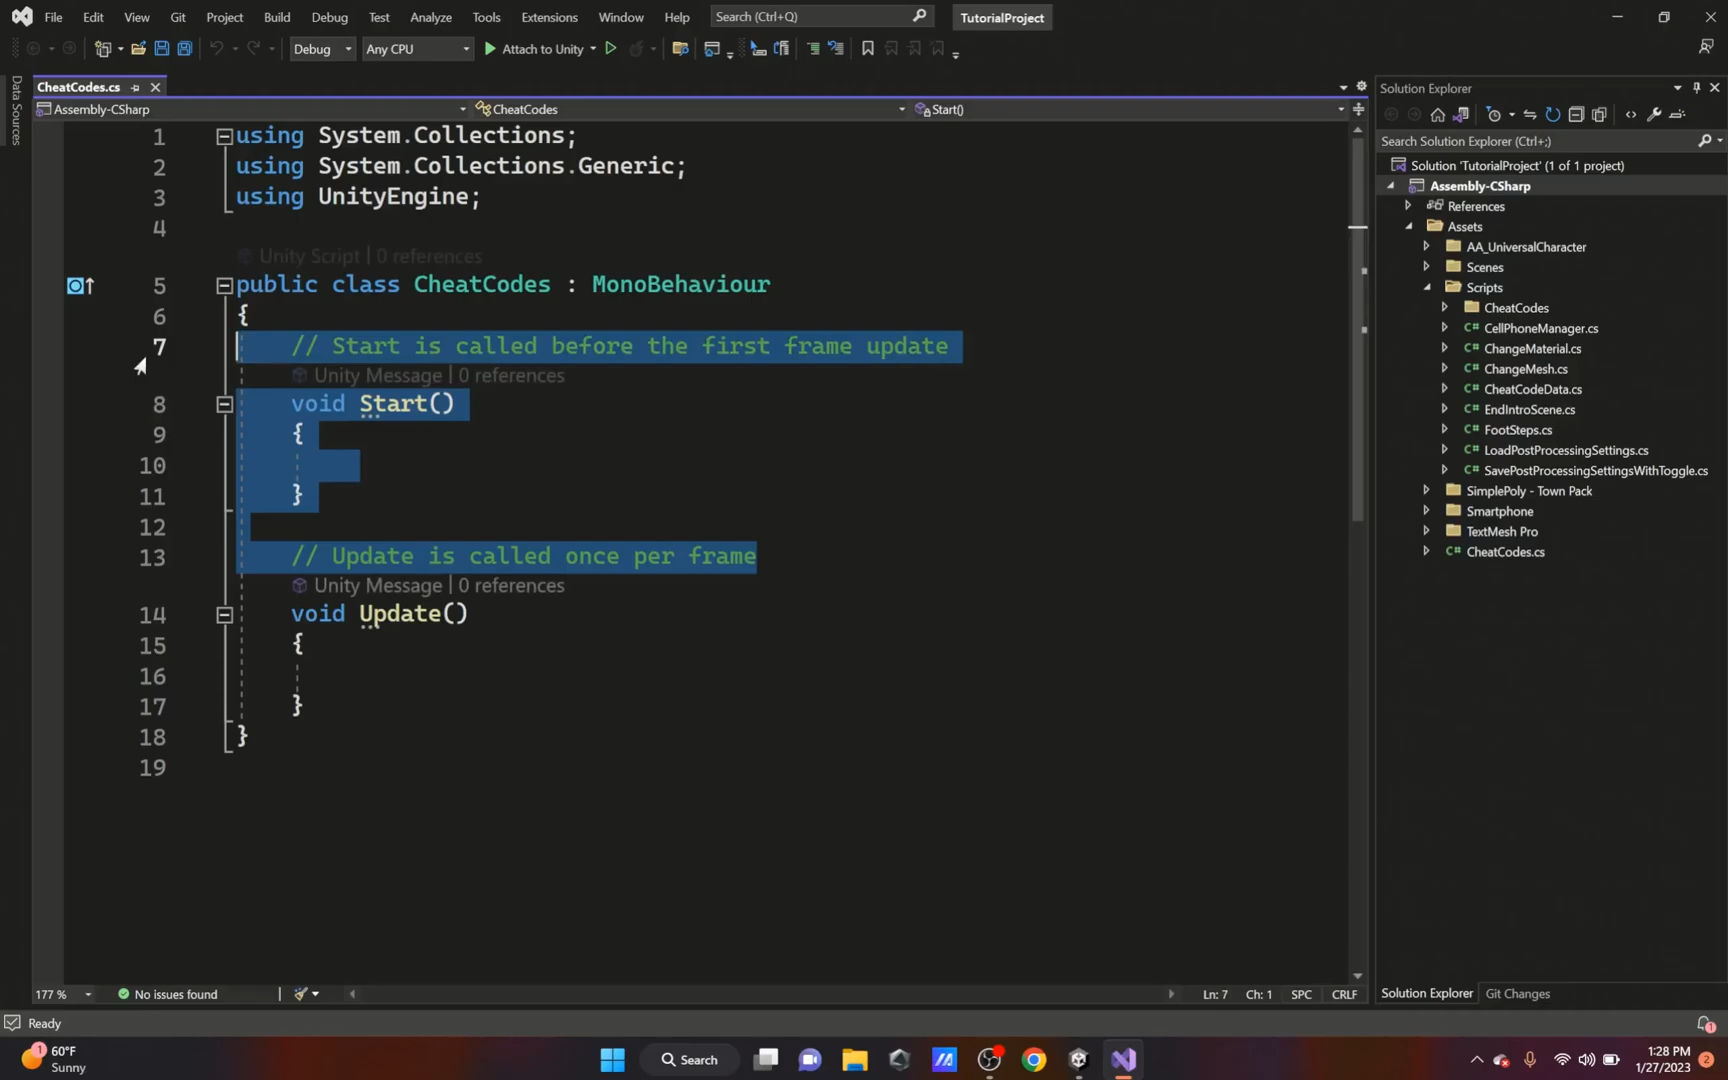 File Edit View Git Project Build Debug Test Analyze Tools Extensions Window Help Search (Ctrl+Q) TutorialProject
Debug Any CPU Attach to Unity
Data Sources
CheatCodes.cs
Assembly-CSharp CheatCodes Start()
1 using System.Collections;
2 using System.Collections.Generic;
3 using UnityEngine;
4
Unity Script | 0 references
5 public class CheatCodes : MonoBehaviour
6 {
7 // Start is called before the first frame update
Unity Message | 0 references
8 void Start()
9 {
10
11 }
12
13 // Update is called once per frame
Unity Message | 0 references
14 void Update()
15 {
16
17 }
18 }
19
177 % No issues found Ln: 7 Ch: 1 SPC CRLF
Solution Explorer
Search Solution Explorer (Ctrl+;)
Solution 'TutorialProject' (1 of 1 project)
Assembly-CSharp
References
Assets
AA_UniversalCharacter
Scenes
Scripts
CheatCodes
C# CellPhoneManager.cs
C# ChangeMaterial.cs
C# ChangeMesh.cs
C# CheatCodeData.cs
C# EndIntroScene.cs
C# FootSteps.cs
C# LoadPostProcessingSettings.cs
C# SavePostProcessingSettingsWithToggle.cs
SimplePoly - Town Pack
Smartphone
TextMesh Pro
C# CheatCodes.cs
Solution Explorer Git Changes
Ready 1
1 60°F
Sunny
Search
1:28 PM
1/27/2023 2